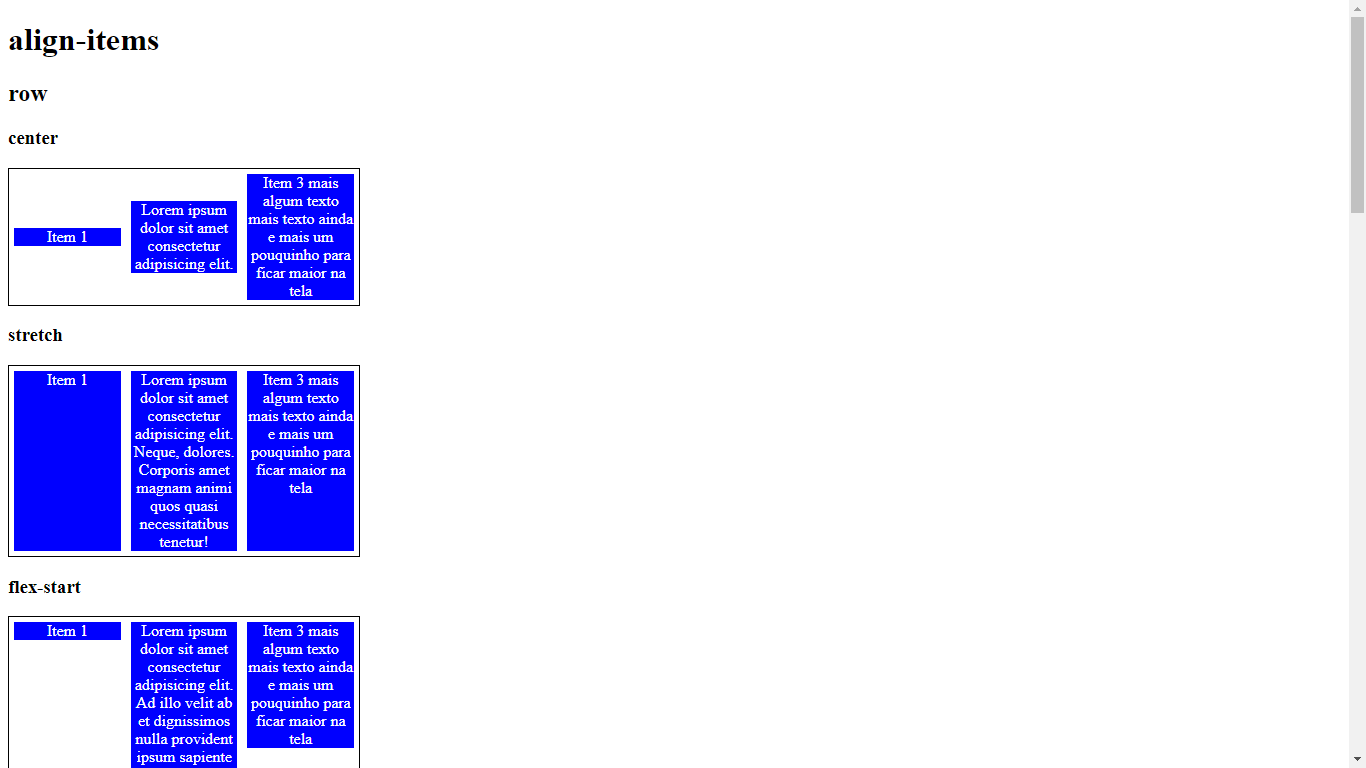 align-items
row
center
Item 1
Lorem ipsum
dolor sit amet
consectetur
adipisicing elit.
Item 3 mais
algum texto
mais texto ainda
e mais um
pouquinho para
ficar maior na
tela
stretch
Item 1
Lorem ipsum
dolor sit amet
consectetur
adipisicing elit.
Neque, dolores.
Corporis amet
magnam animi
quos quasi
necessitatibus
tenetur!
Item 3 mais
algum texto
mais texto ainda
e mais um
pouquinho para
ficar maior na
tela
flex-start
Item 1
Lorem ipsum
dolor sit amet
consectetur
adipisicing elit.
Ad illo velit ab
et dignissimos
nulla provident
ipsum sapiente
Item 3 mais
algum texto
mais texto ainda
e mais um
pouquinho para
ficar maior na
tela